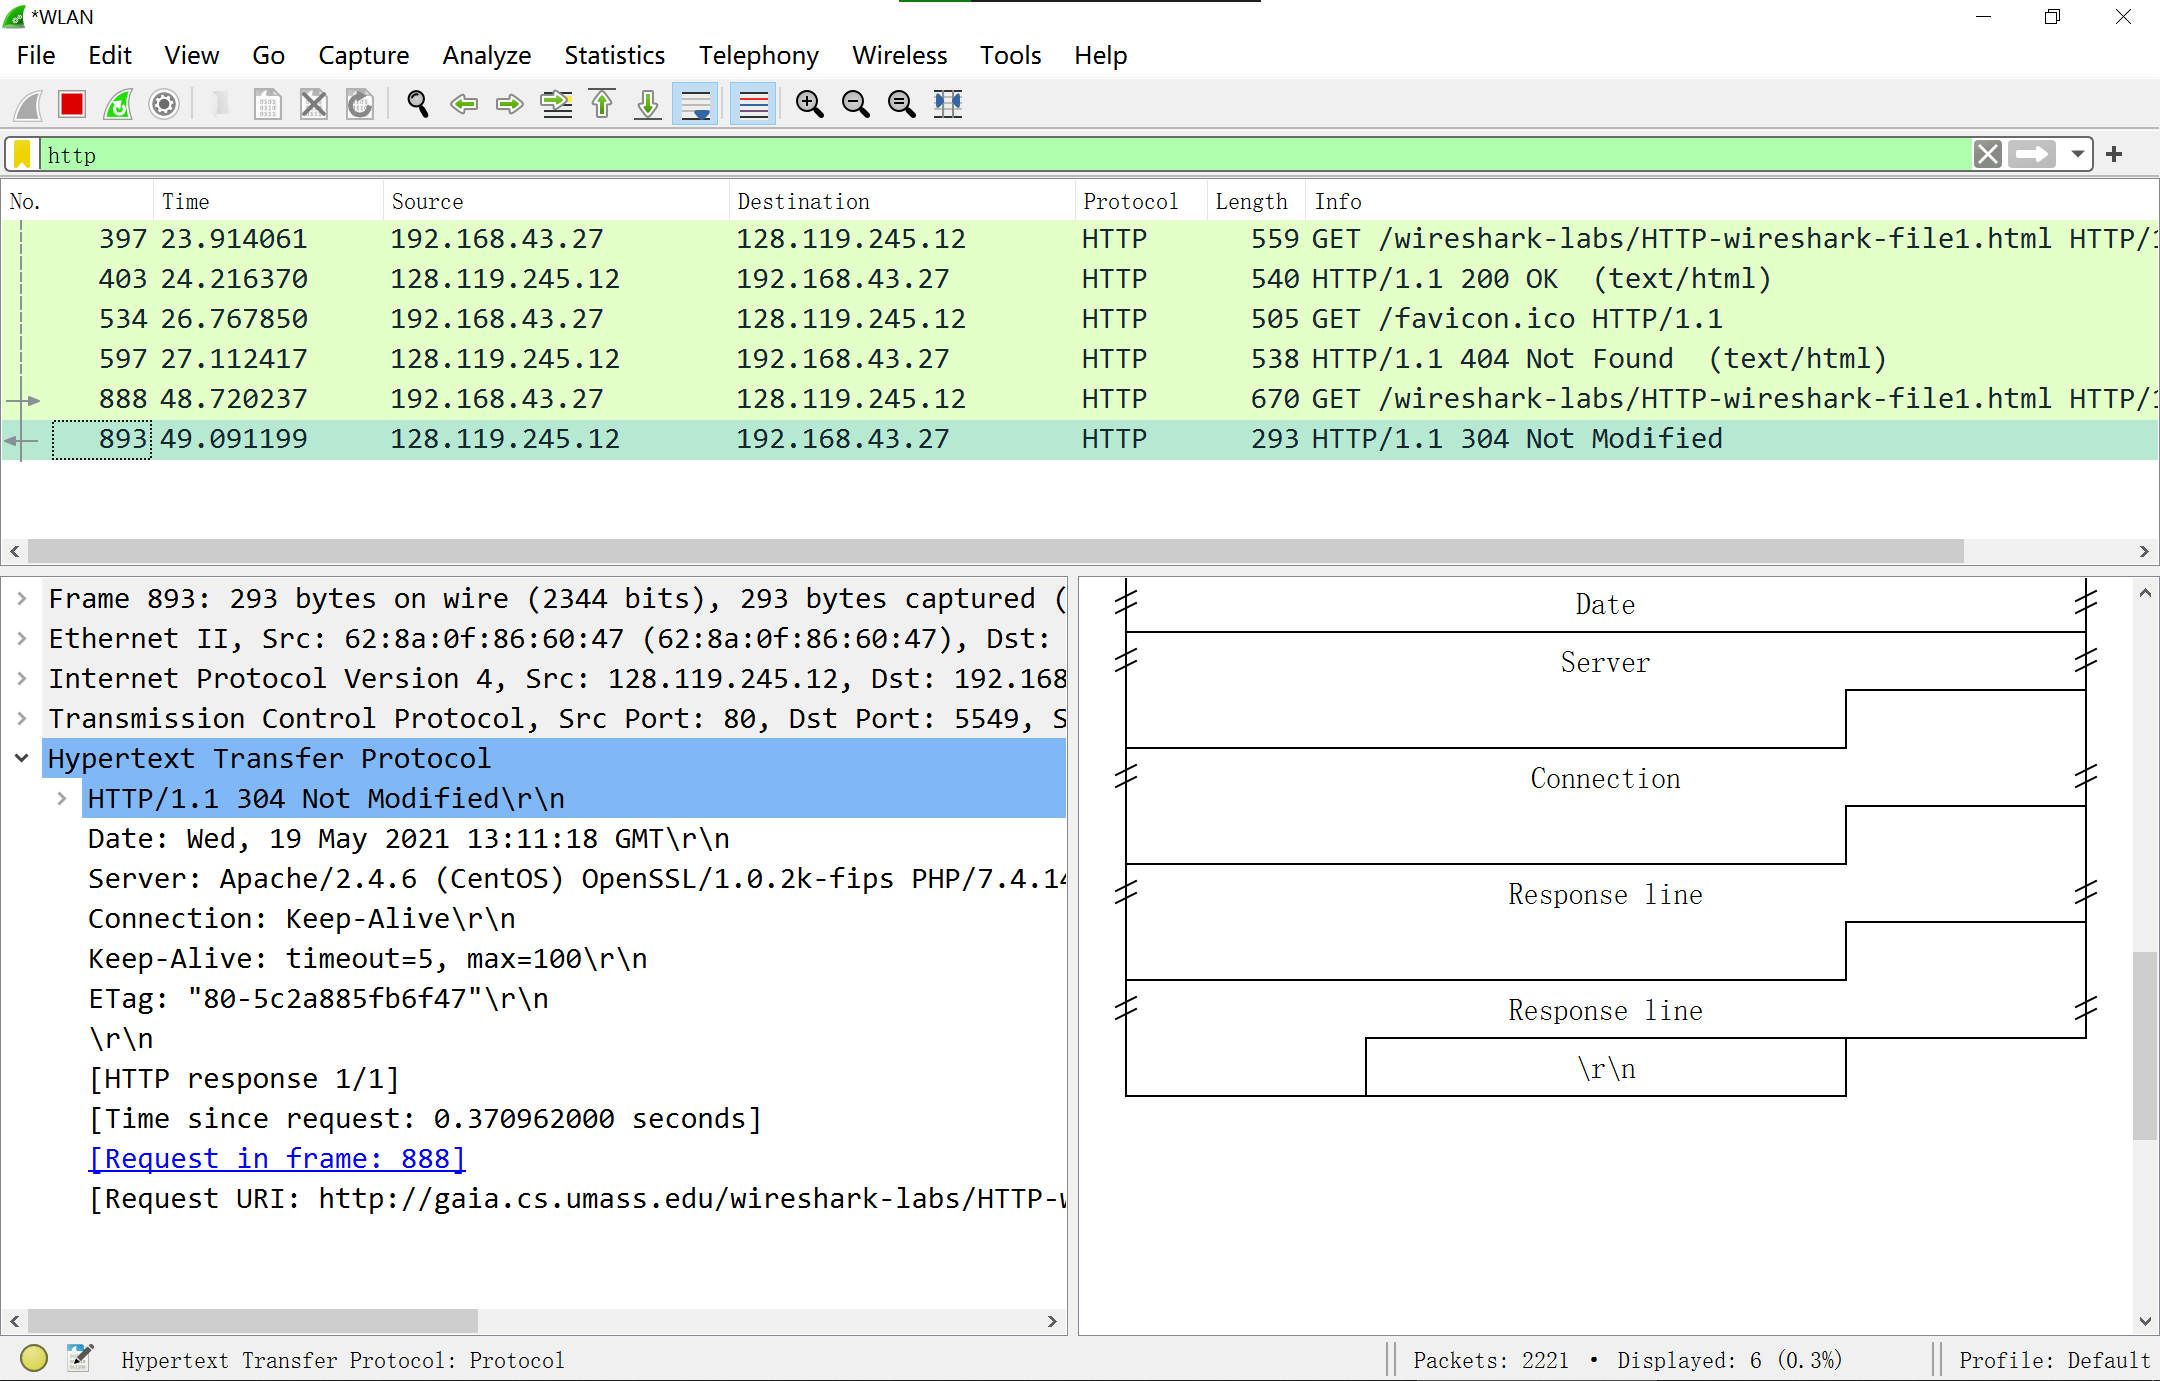 *WLAN
File Edit View Go Capture Analyze Statistics Telephony Wireless Tools Help
http
No. Time Source Destination Protocol Length Info
397 23.914061 192.168.43.27 128.119.245.12 HTTP 559 GET /wireshark-labs/HTTP-wireshark-file1.html HTTP/1
403 24.216370 128.119.245.12 192.168.43.27 HTTP 540 HTTP/1.1 200 OK (text/html)
534 26.767850 192.168.43.27 128.119.245.12 HTTP 505 GET /favicon.ico HTTP/1.1
597 27.112417 128.119.245.12 192.168.43.27 HTTP 538 HTTP/1.1 404 Not Found (text/html)
888 48.720237 192.168.43.27 128.119.245.12 HTTP 670 GET /wireshark-labs/HTTP-wireshark-file1.html HTTP/1
893 49.091199 128.119.245.12 192.168.43.27 HTTP 293 HTTP/1.1 304 Not Modified
Frame 893: 293 bytes on wire (2344 bits), 293 bytes captured (
Ethernet II, Src: 62:8a:0f:86:60:47 (62:8a:0f:86:60:47), Dst:
Internet Protocol Version 4, Src: 128.119.245.12, Dst: 192.168
Transmission Control Protocol, Src Port: 80, Dst Port: 5549, S
Hypertext Transfer Protocol
HTTP/1.1 304 Not Modified\r\n
Date: Wed, 19 May 2021 13:11:18 GMT\r\n
Server: Apache/2.4.6 (CentOS) OpenSSL/1.0.2k-fips PHP/7.4.14
Connection: Keep-Alive\r\n
Keep-Alive: timeout=5, max=100\r\n
ETag: "80-5c2a885fb6f47"\r\n
\r\n
[HTTP response 1/1]
[Time since request: 0.370962000 seconds]
[Request in frame: 888]
[Request URI: http://gaia.cs.umass.edu/wireshark-labs/HTTP-w
Date
Server
Connection
Response line
Response line
\r\n
Hypertext Transfer Protocol: Protocol
Packets: 2221 • Displayed: 6 (0.3%)
Profile: Default